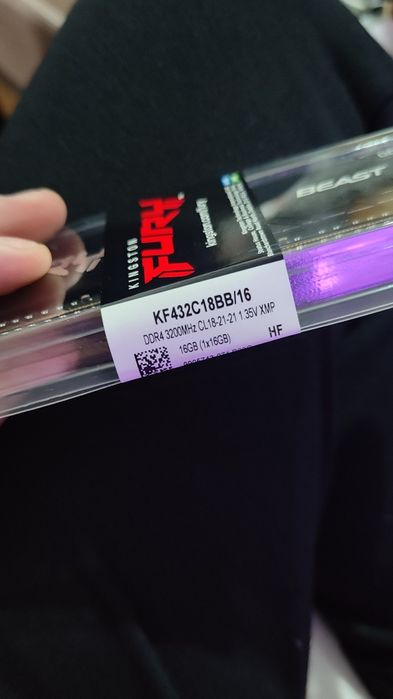 KINGSTON
FURY
BEAST
KF432C18BB/16
DDR4 3200MHz CL18-21-21 1.35V XMP
16GB (1x16GB)
HF